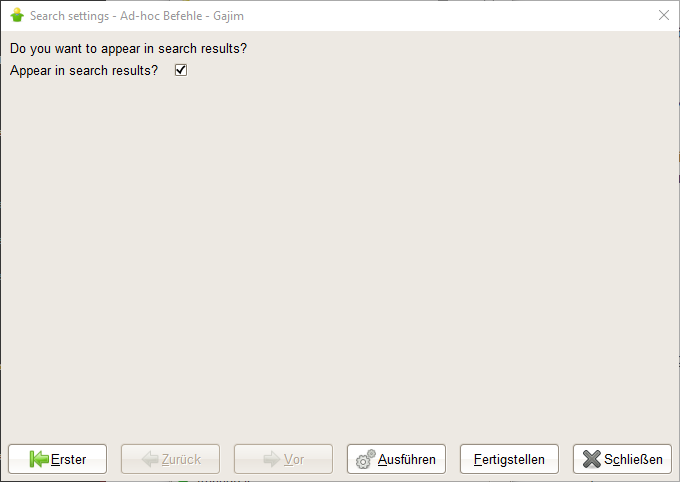 Search settings - Ad-hoc Befehle - Gajim
Do you want to appear in search results?
Appear in search results?
Erster Zurück Vor Ausführen Fertigstellen Schließen